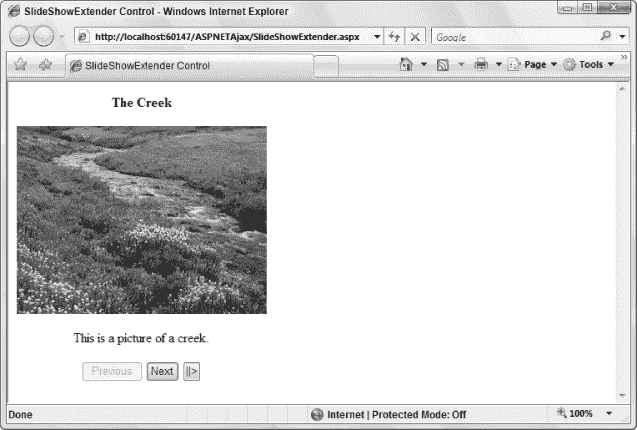 SlideShowExtender Control - Windows Internet Explorer
http://localhost:60147/ASPNETAjax/SlideShowExtender.aspx
Google
SlideShowExtender Control
Page
Tools
The Creek
This is a picture of a creek.
Previous Next ||>
Done
Internet | Protected Mode: Off
100%